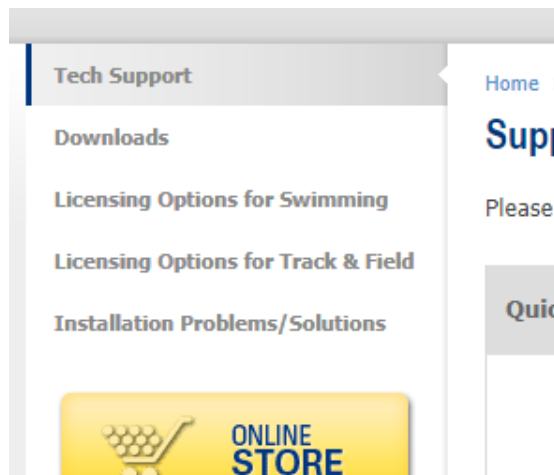 Tech Support
Downloads
Licensing Options for Swimming
Licensing Options for Track & Field
Installation Problems/Solutions
ONLINE
STORE
Home
Please